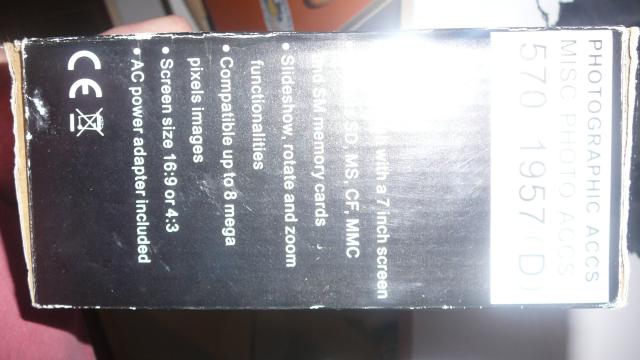 PHOTOGRAPHIC ACCS
MISC PHOTO ACCS
570 1957 (D)
with a 7 inch screen
SD, MS, CF, MMC
and SM memory cards
• Slideshow, rotate and zoom
functionalities
• Compatible up to 8 mega
pixels images
• Screen size 16:9 or 4:3
• AC power adapter included
CE